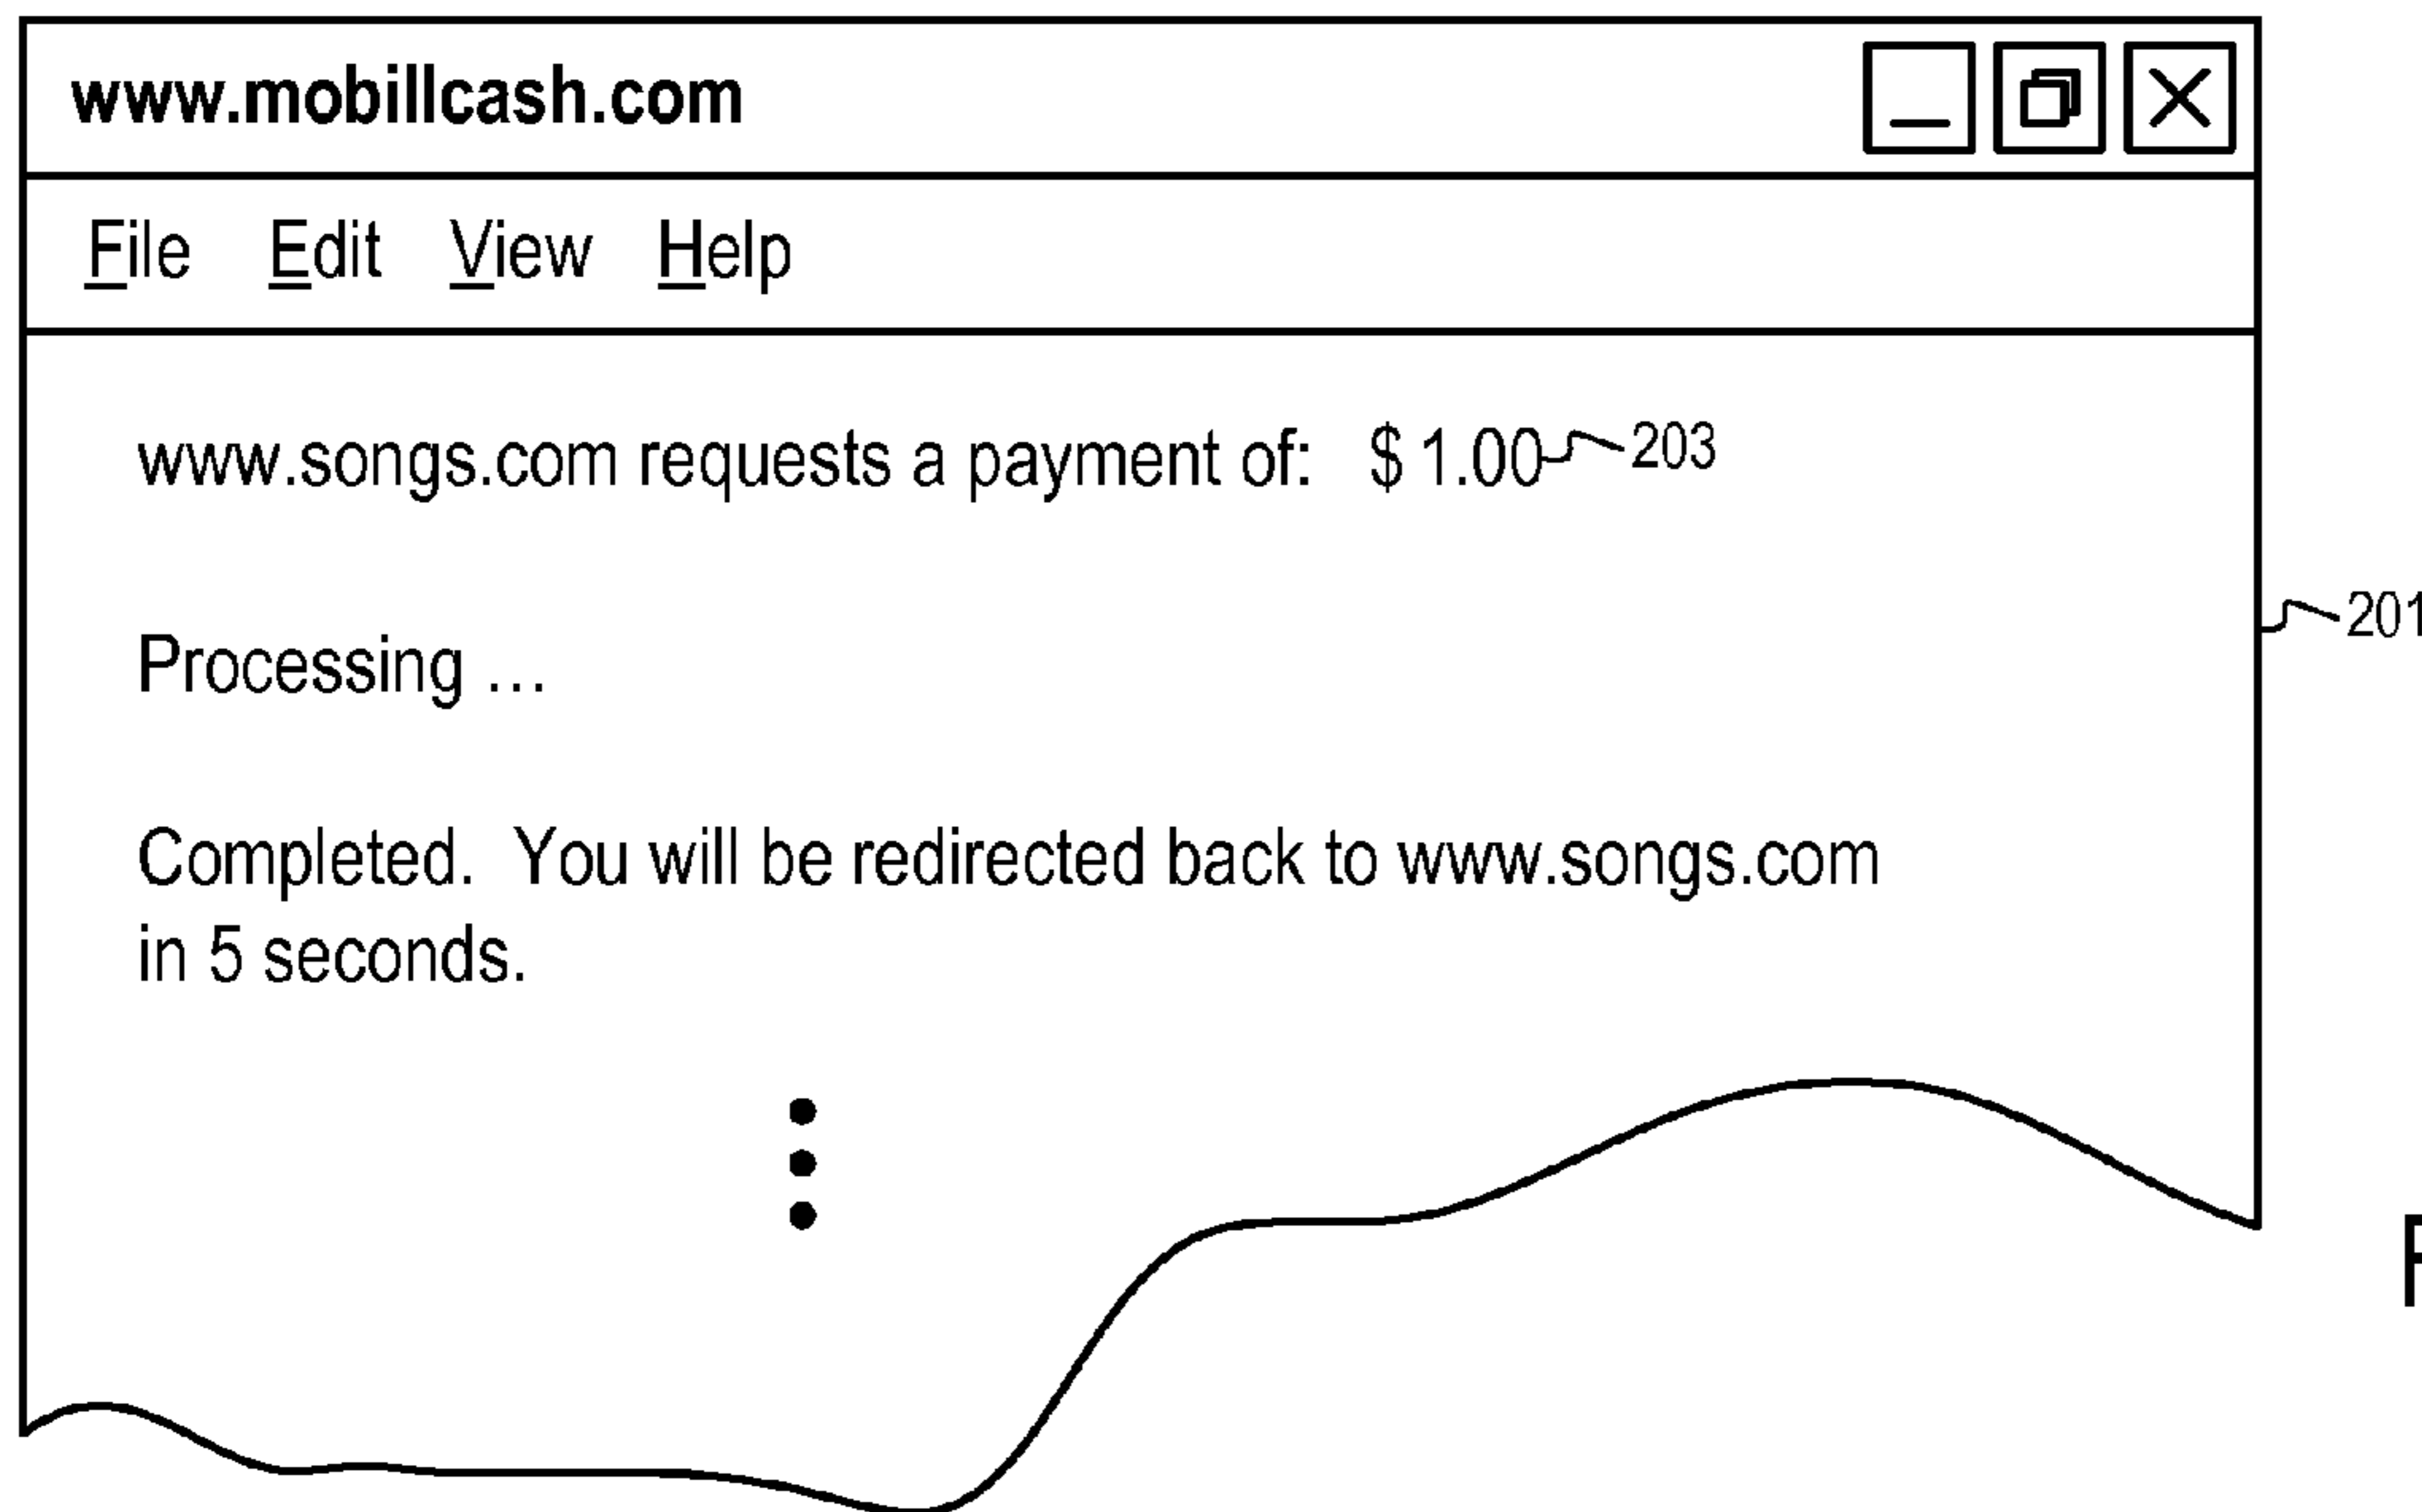 www.mobillcash.com
File Edit View Help
www.songs.com requests a payment of: $ 1.00 203
201
Processing ...
Completed. You will be redirected back to www.songs.com
in 5 seconds.